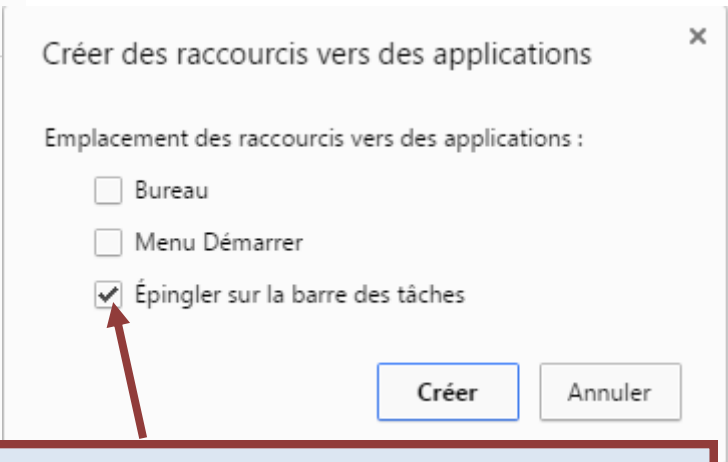 Créer des raccourcis vers des applications
Emplacement des raccourcis vers des applications :
Bureau
Menu Démarrer
Épingler sur la barre des tâches
Créer
Annuler